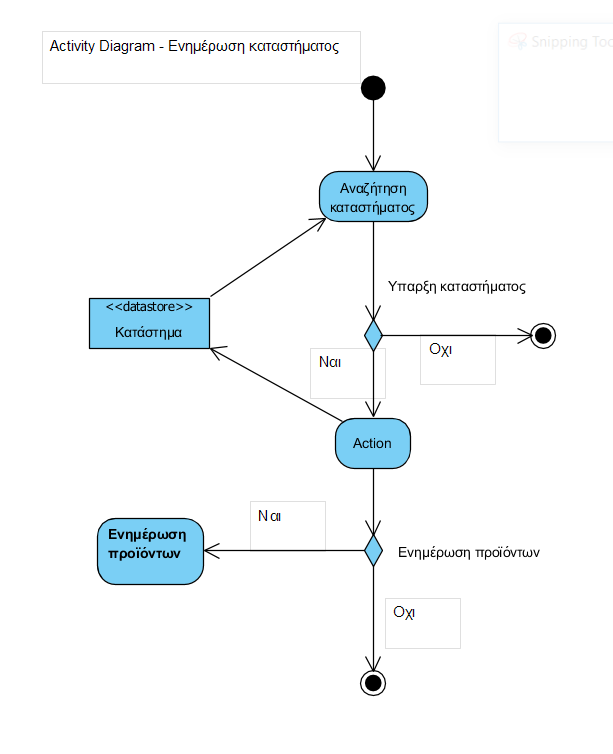 Activity Diagram - Ενημέρωση καταστήματος
Snipping Too
Αναζήτηση
καταστήματος
Υπαρξη καταστήματος
<<datastore>>
Κατάστημα
Ναι
Οχι
Action
Ναι
Ενημέρωση
προϊόντων
Ενημέρωση προϊόντων
Οχι